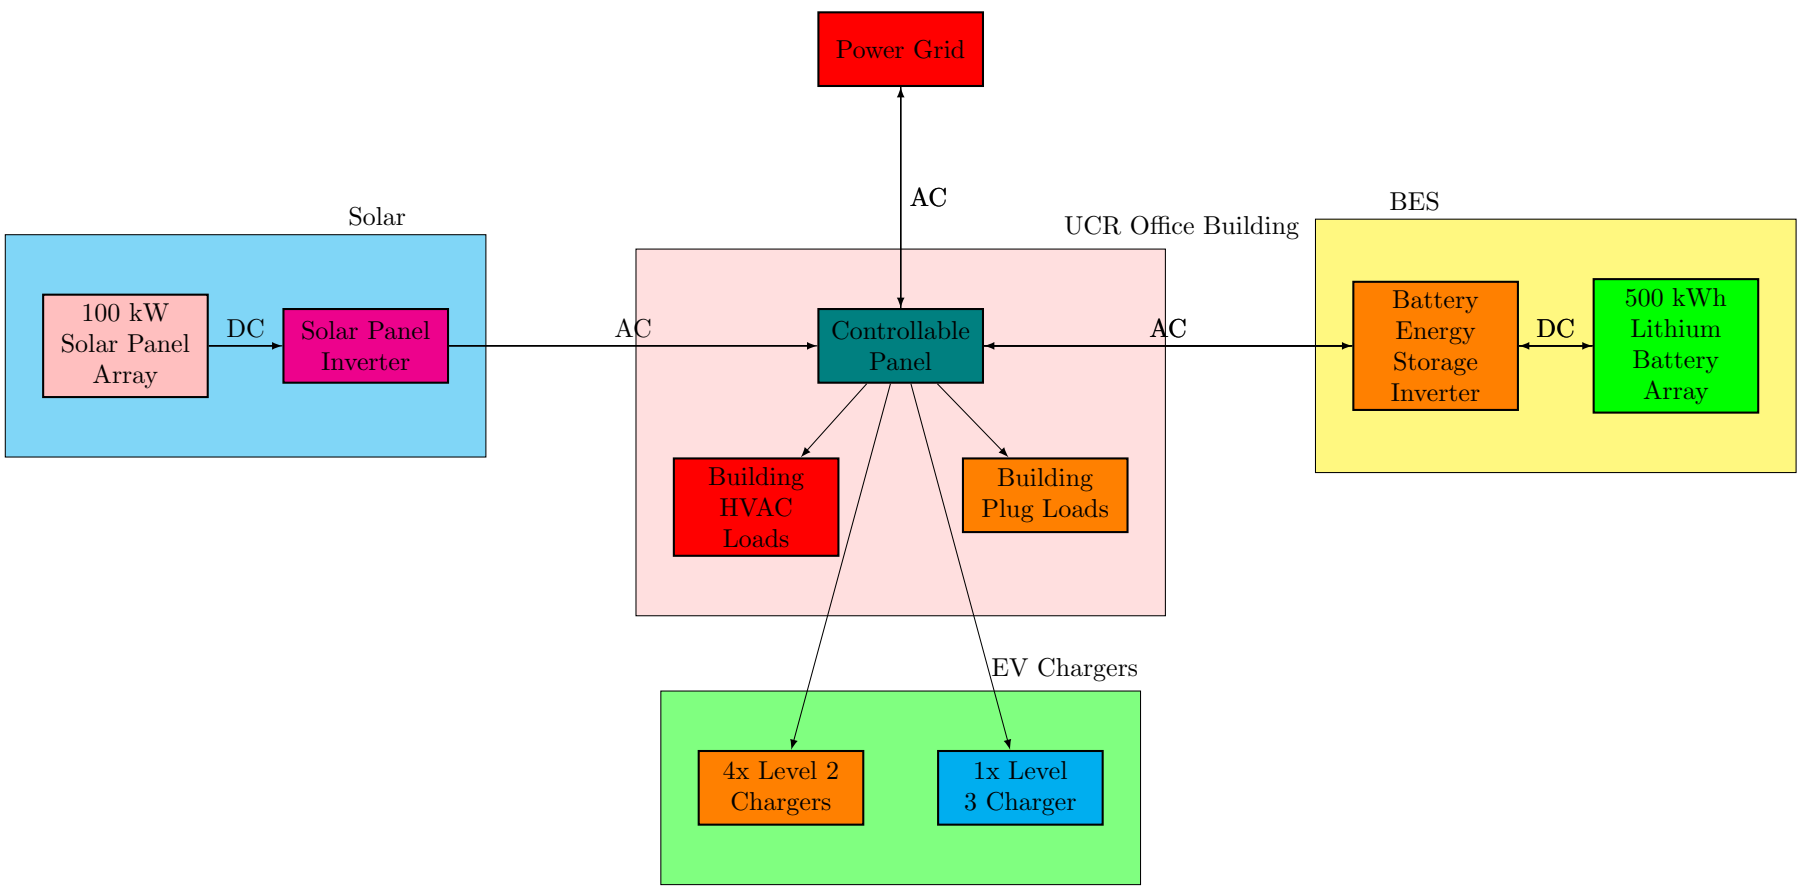 Power Grid
AC
Solar
UCR Office Building
BES
100 kW
Solar Panel
Array
DC
Solar Panel
Inverter
AC
Controllable
Panel
AC
Battery
Energy
Storage
Inverter
DC
500 kWh
Lithium
Battery
Array
Building
HVAC
Loads
Building
Plug Loads
EV Chargers
4x Level 2
Chargers
1x Level
3 Charger